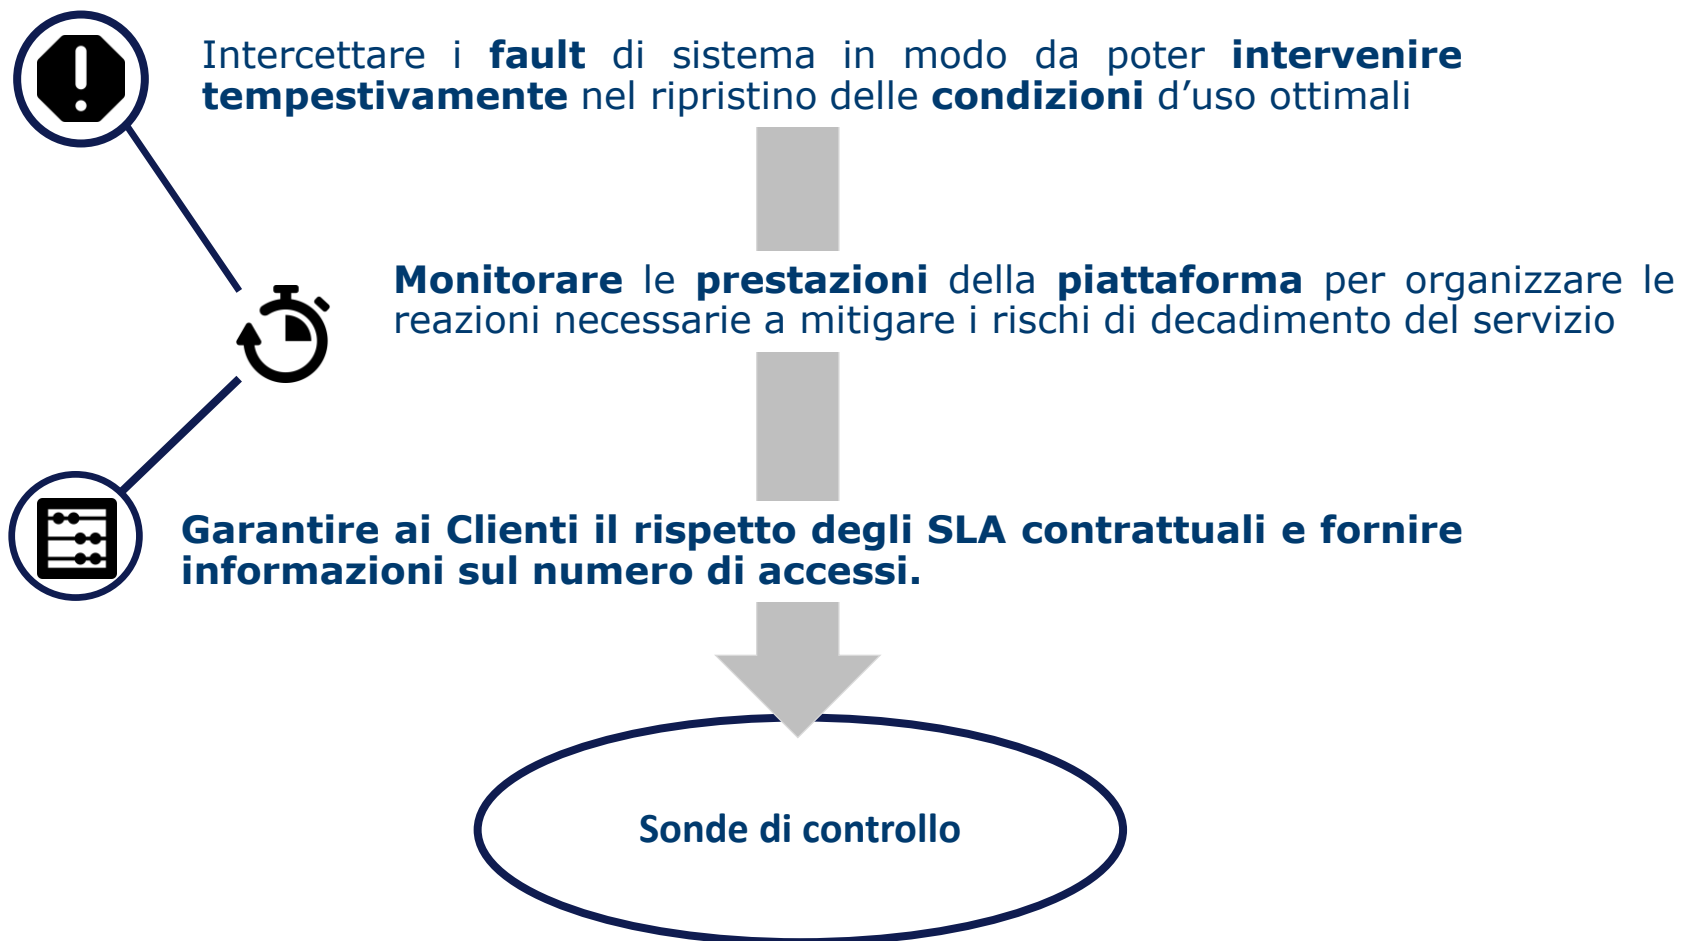 Intercettare i fault di sistema in modo da poter intervenire
tempestivamente nel ripristino delle condizioni d’uso ottimali
Monitorare le prestazioni della piattaforma per organizzare le
reazioni necessarie a mitigare i rischi di decadimento del servizio
Garantire ai Clienti il rispetto degli SLA contrattuali e fornire
informazioni sul numero di accessi.
Sonde di controllo